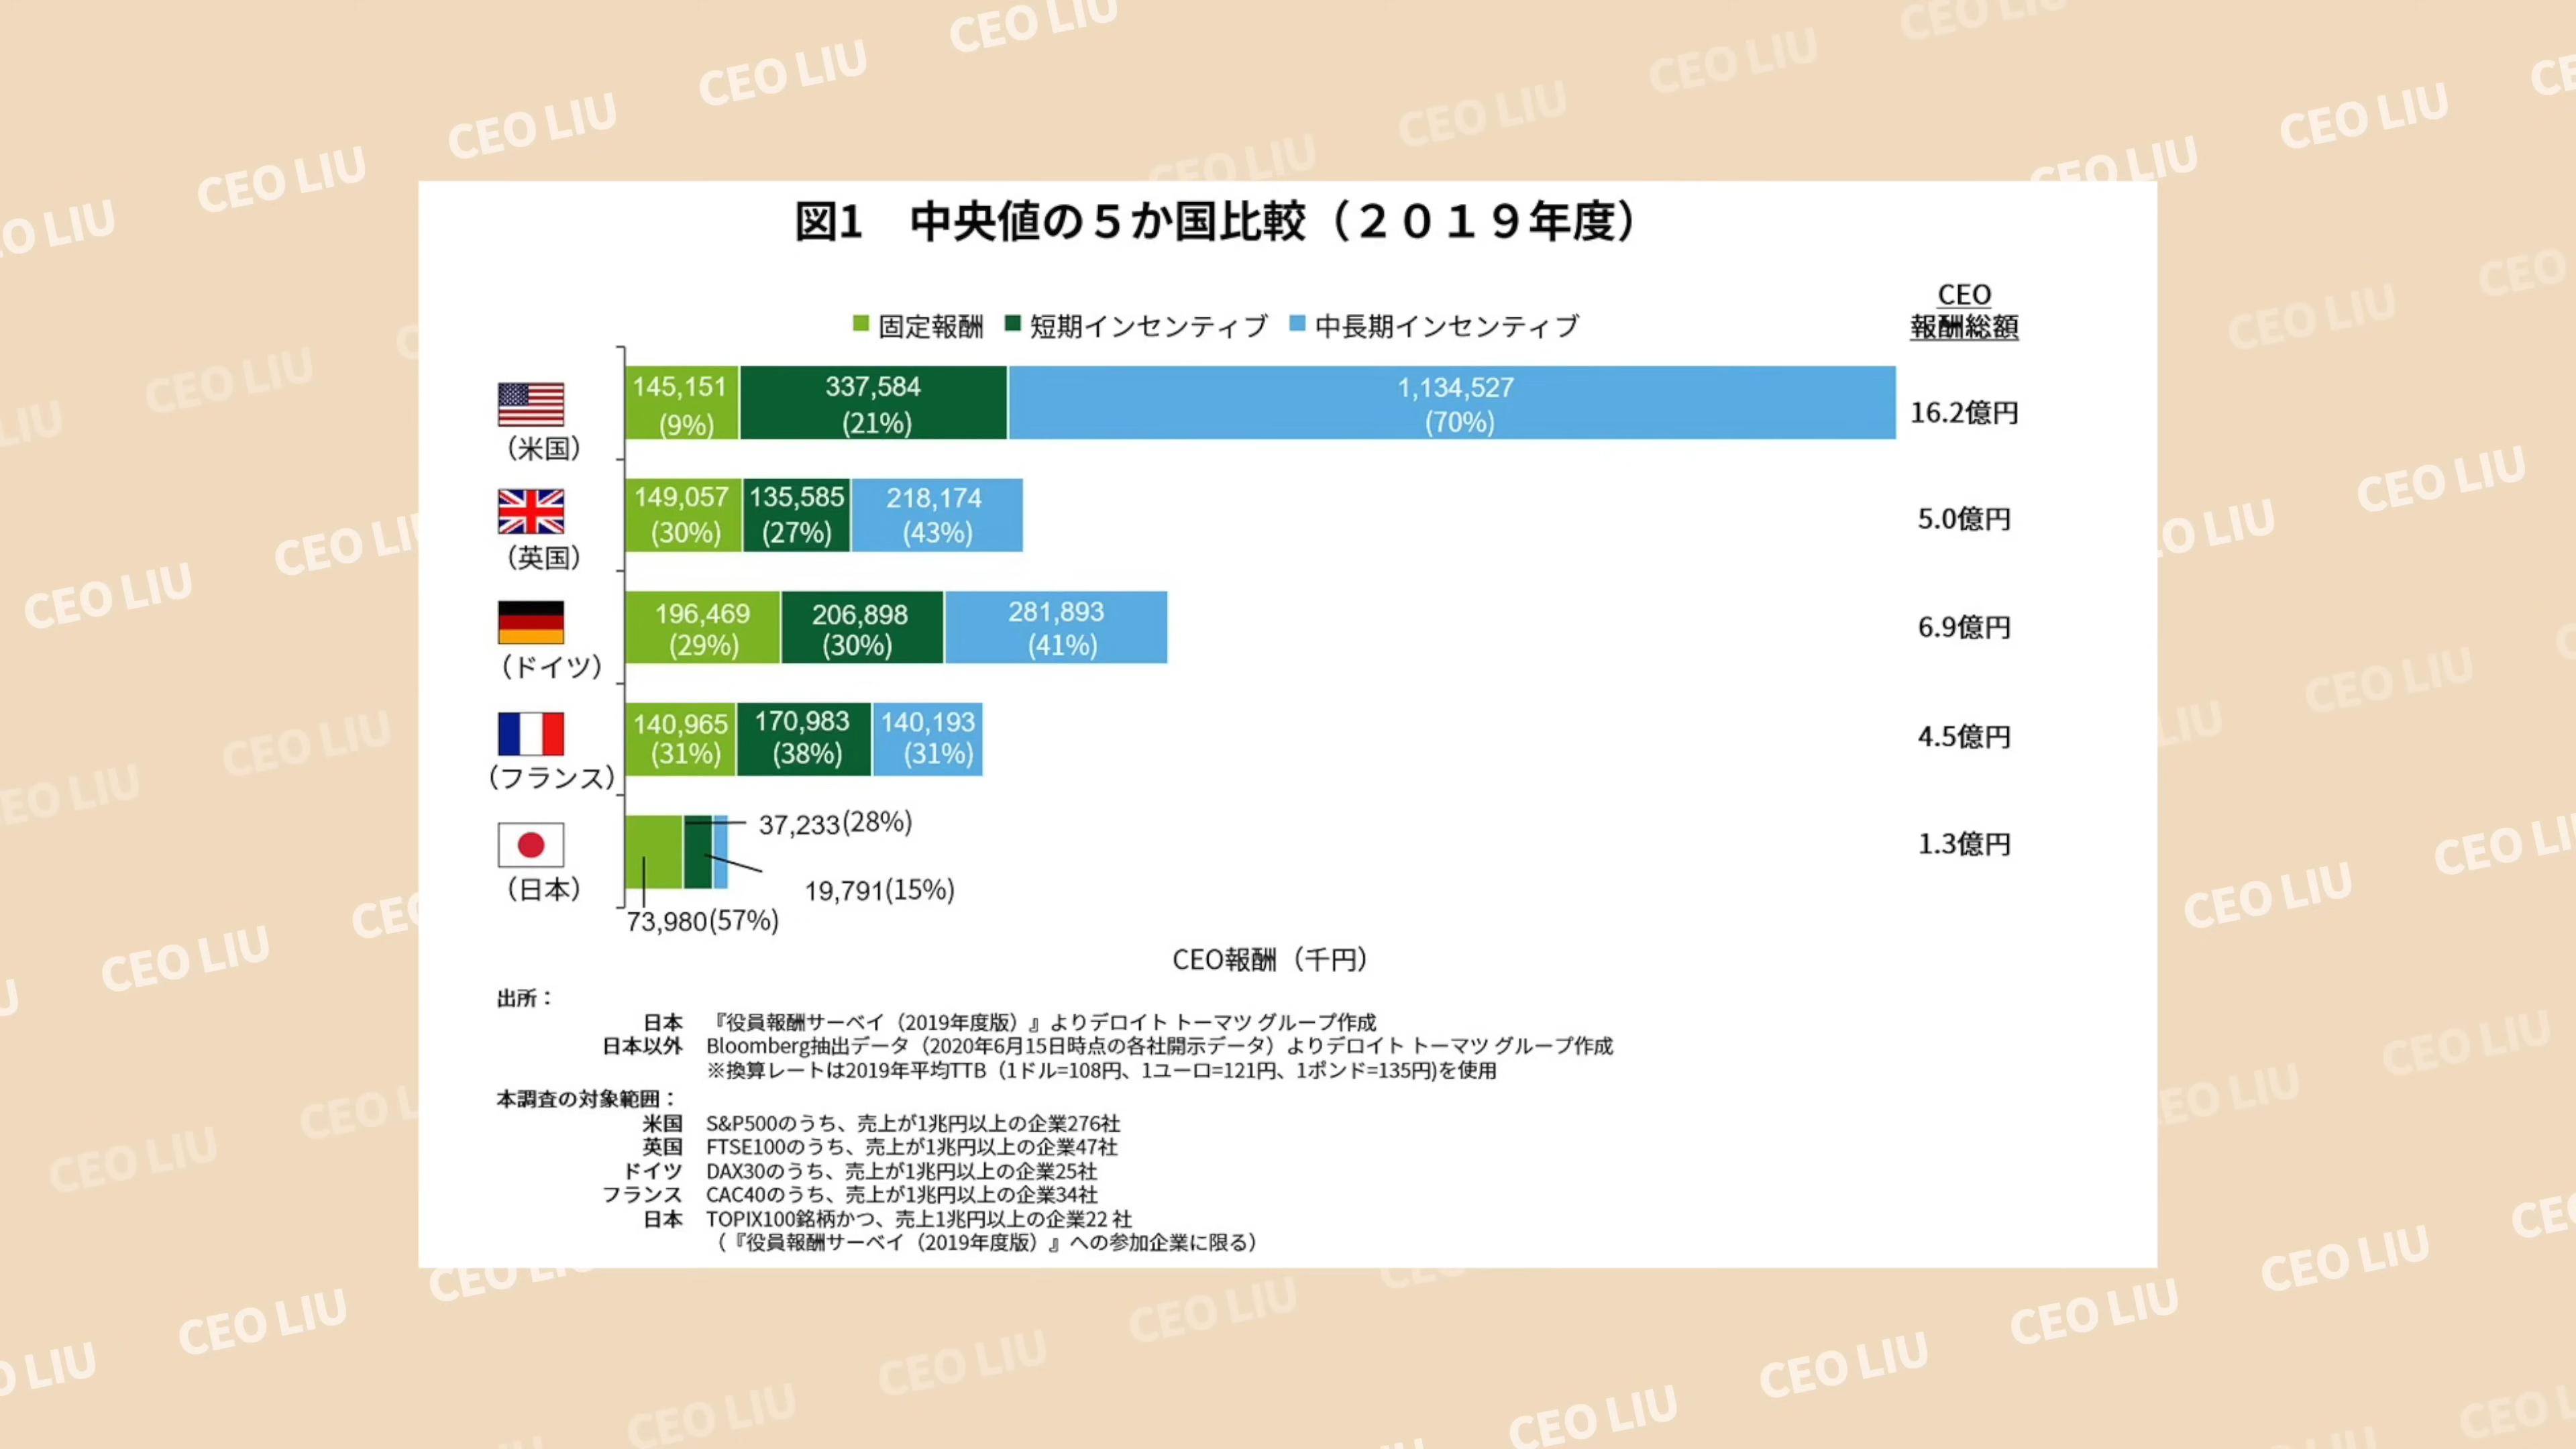 図1　中央値の５か国比較（２０１９年度）
固定報酬 短期インセンティブ 中長期インセンティブ
CEO
報酬総額
145,151 337,584 1,134,527
(9%) (21%) (70%)
16.2億円
（米国）
149,057 135,585 218,174
(30%) (27%) (43%)
5.0億円
（英国）
196,469 206,898 281,893
(29%) (30%) (41%)
6.9億円
（ドイツ）
140,965 170,983 140,193
(31%) (38%) (31%)
4.5億円
（フランス）
37,233(28%)
1.3億円
19,791(15%)
（日本）
73,980(57%)
CEO報酬（千円）
出所：
日本 『役員報酬サーベイ（2019年度版）』よりデロイト トーマツ グループ作成
日本以外 Bloomberg抽出データ（2020年6月15日時点の各社開示データ）よりデロイト トーマツ グループ作成
※換算レートは2019年平均TTB（1ドル=108円、1ユーロ=121円、1ポンド=135円)を使用
本調査の対象範囲：
米国 S&P500のうち、売上が1兆円以上の企業276社
英国 FTSE100のうち、売上が1兆円以上の企業47社
ドイツ DAX30のうち、売上が1兆円以上の企業25社
フランス CAC40のうち、売上が1兆円以上の企業34社
日本 TOPIX100銘柄かつ、売上1兆円以上の企業22 社
（『役員報酬サーベイ（2019年度版）』への参加企業に限る）
CEO LIU